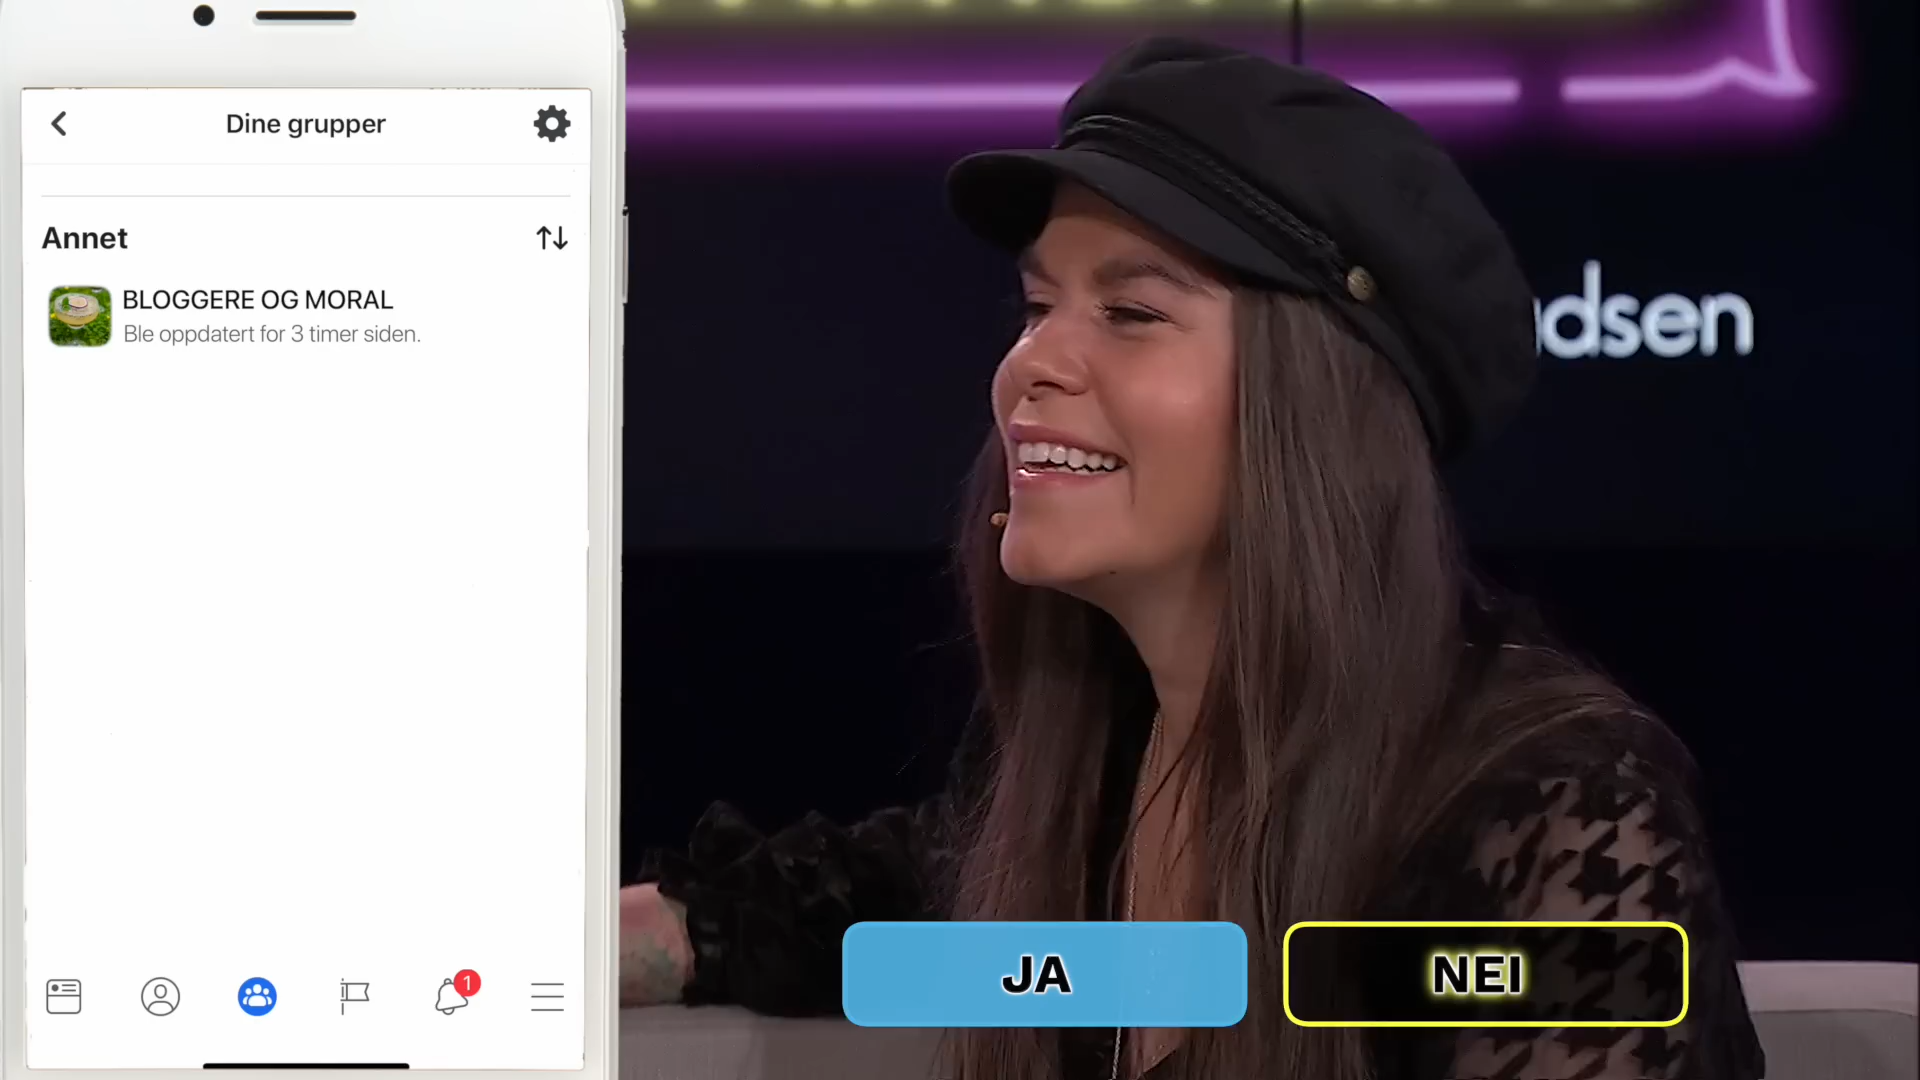 Dine grupper
Annet
BLOGGERE OG MORAL
Ble oppdatert for 3 timer siden.
1
dsen
JA
NEI